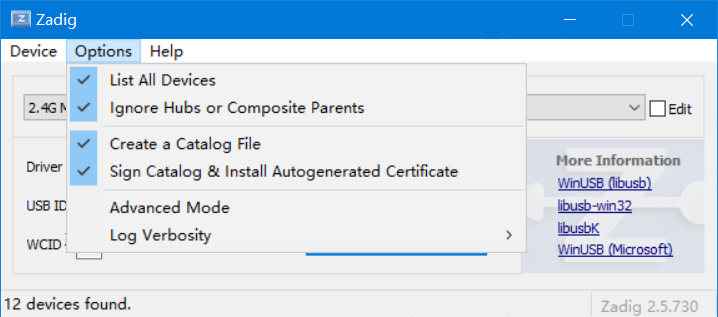 Zadig
Device Options Help
List All Devices
2.4G Ignore Hubs or Composite Parents Edit
Create a Catalog File
More Information
Driver Sign Catalog & Install Autogenerated Certificate
WinUSB (libusb)
USB ID Advanced Mode libusb-win32
Log Verbosity libusbK
WCID WinUSB (Microsoft)
12 devices found. Zadig 2.5.730